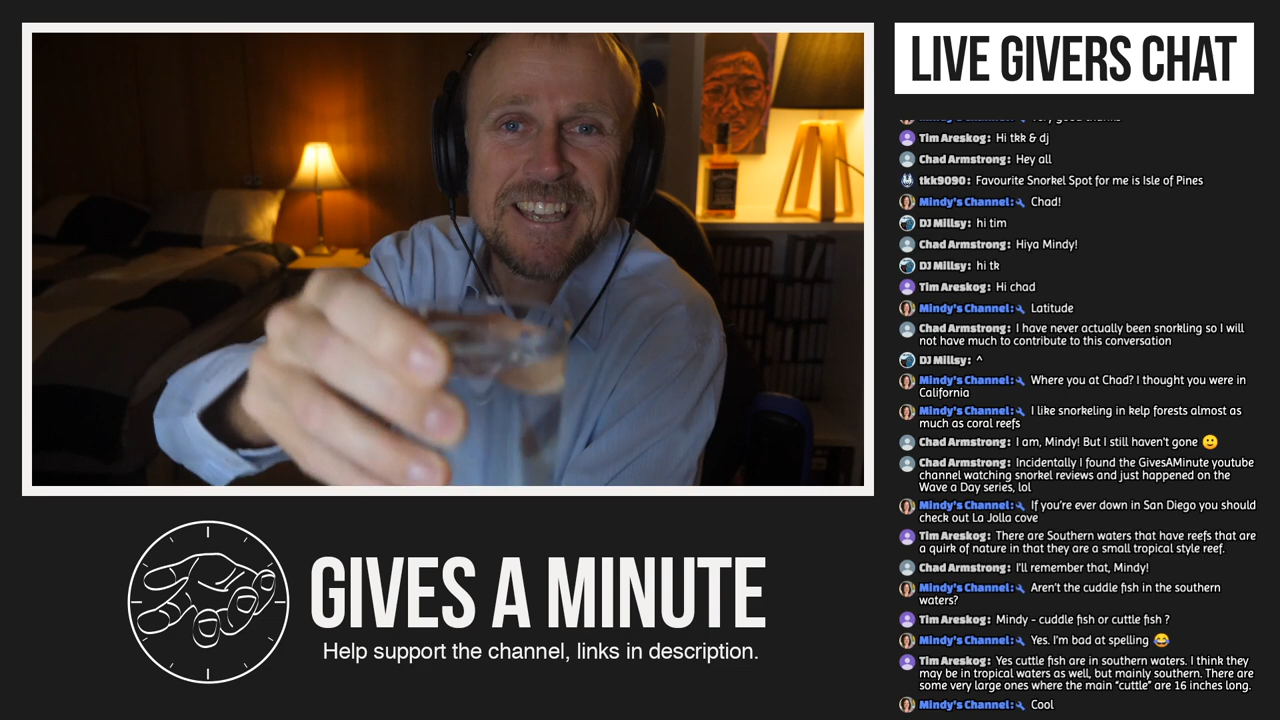 LIVE GIVERS CHAT
Mindy's Channel: Very good thanks
Tim Areskog: Hi tkk & dj
Chad Armstrong: Hey all
tkk9090: Favourite Snorkel Spot for me is Isle of Pines
Mindy's Channel: Chad!
DJ Millsy: hi tim
Chad Armstrong: Hiya Mindy!
DJ Millsy: hi tk
Tim Areskog: Hi chad
Mindy's Channel: Latitude
Chad Armstrong: I have never actually been snorkling so I will
not have much to contribute to this conversation
DJ Millsy: ^
Mindy's Channel: Where you at Chad? I thought you were in
California
Mindy's Channel: I like snorkeling in kelp forests almost as
much as coral reefs
Chad Armstrong: I am, Mindy! But I still haven't gone 🙂
Chad Armstrong: Incidentally I found the GivesAMinute youtube
channel watching snorkel reviews and just happened on the
Wave a Day series, lol
Mindy's Channel: If you're ever down in San Diego you should
check out La Jolla cove
Tim Areskog: There are Southern waters that have reefs that are
a quirk of nature in that they are a small tropical style reef.
Chad Armstrong: I'll remember that, Mindy!
Mindy's Channel: Aren't the cuddle fish in the southern
waters?
Tim Areskog: Mindy - cuddle fish or cuttle fish ?
Mindy's Channel: Yes. I'm bad at spelling 😂
Tim Areskog: Yes cuttle fish are in southern waters. I think they
may be in tropical waters as well, but mainly southern. There are
some very large ones where the main "cuttle" are 16 inches long.
Mindy's Channel: Cool
GIVES A MINUTE
Help support the channel, links in description.